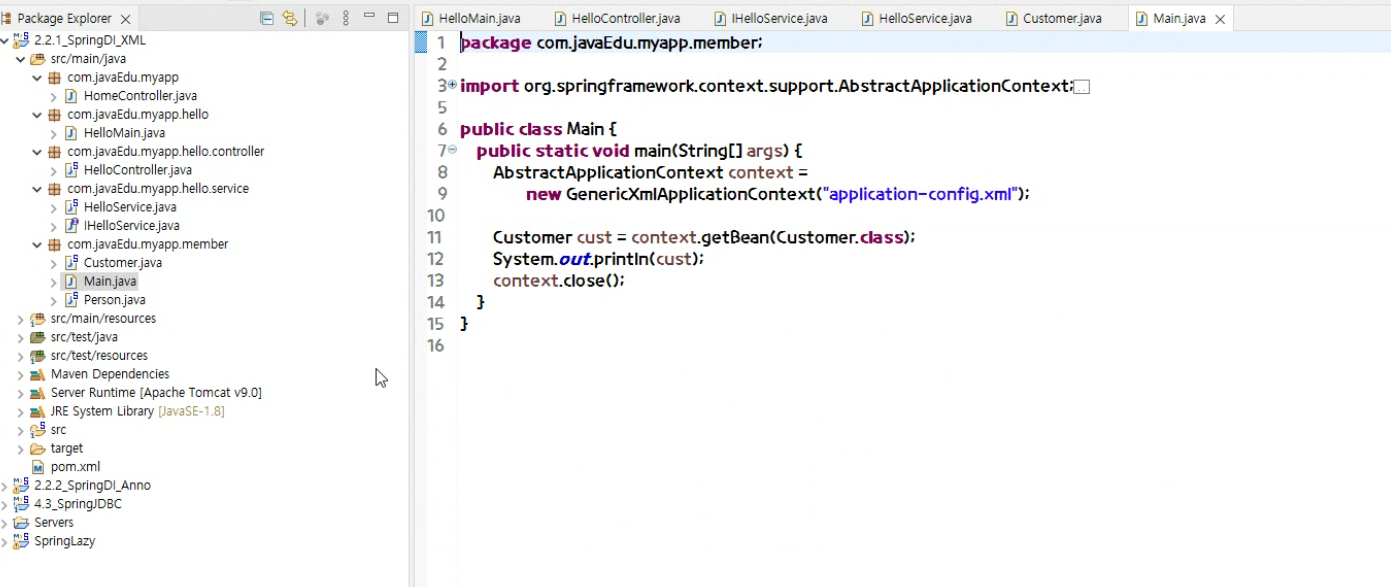 Package Explorer
2.2.1_SpringDI_XML
src/main/java
com.javaEdu.myapp
HomeController.java
com.javaEdu.myapp.hello
HelloMain.java
com.javaEdu.myapp.hello.controller
HelloController.java
com.javaEdu.myapp.hello.service
HelloService.java
IHelloService.java
com.javaEdu.myapp.member
Customer.java
Main.java
Person.java
src/main/resources
src/test/java
src/test/resources
Maven Dependencies
Server Runtime [Apache Tomcat v9.0]
JRE System Library [JavaSE-1.8]
src
target
pom.xml
2.2.2_SpringDI_Anno
4.3_SpringJDBC
Servers
SpringLazy
HelloMain.java HelloController.java IHelloService.java HelloService.java Customer.java Main.java
1 package com.javaEdu.myapp.member;
2
3 import org.springframework.context.support.AbstractApplicationContext;
5
6 public class Main {
7 public static void main(String[] args) {
8 AbstractApplicationContext context =
9 new GenericXmlApplicationContext("application-config.xml");
10
11 Customer cust = context.getBean(Customer.class);
12 System.out.println(cust);
13 context.close();
14 }
15 }
16